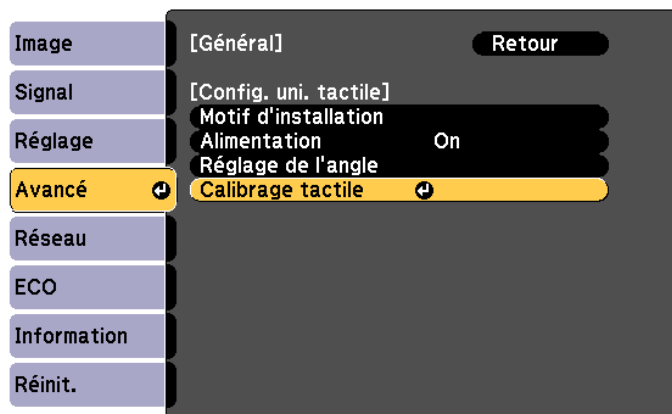 Image
Signal
Réglage
Avancé
Réseau
ECO
Information
Réinit.
[Général] Retour
[Config. uni. tactile]
Motif d'installation
Alimentation On
Réglage de l'angle
Calibrage tactile